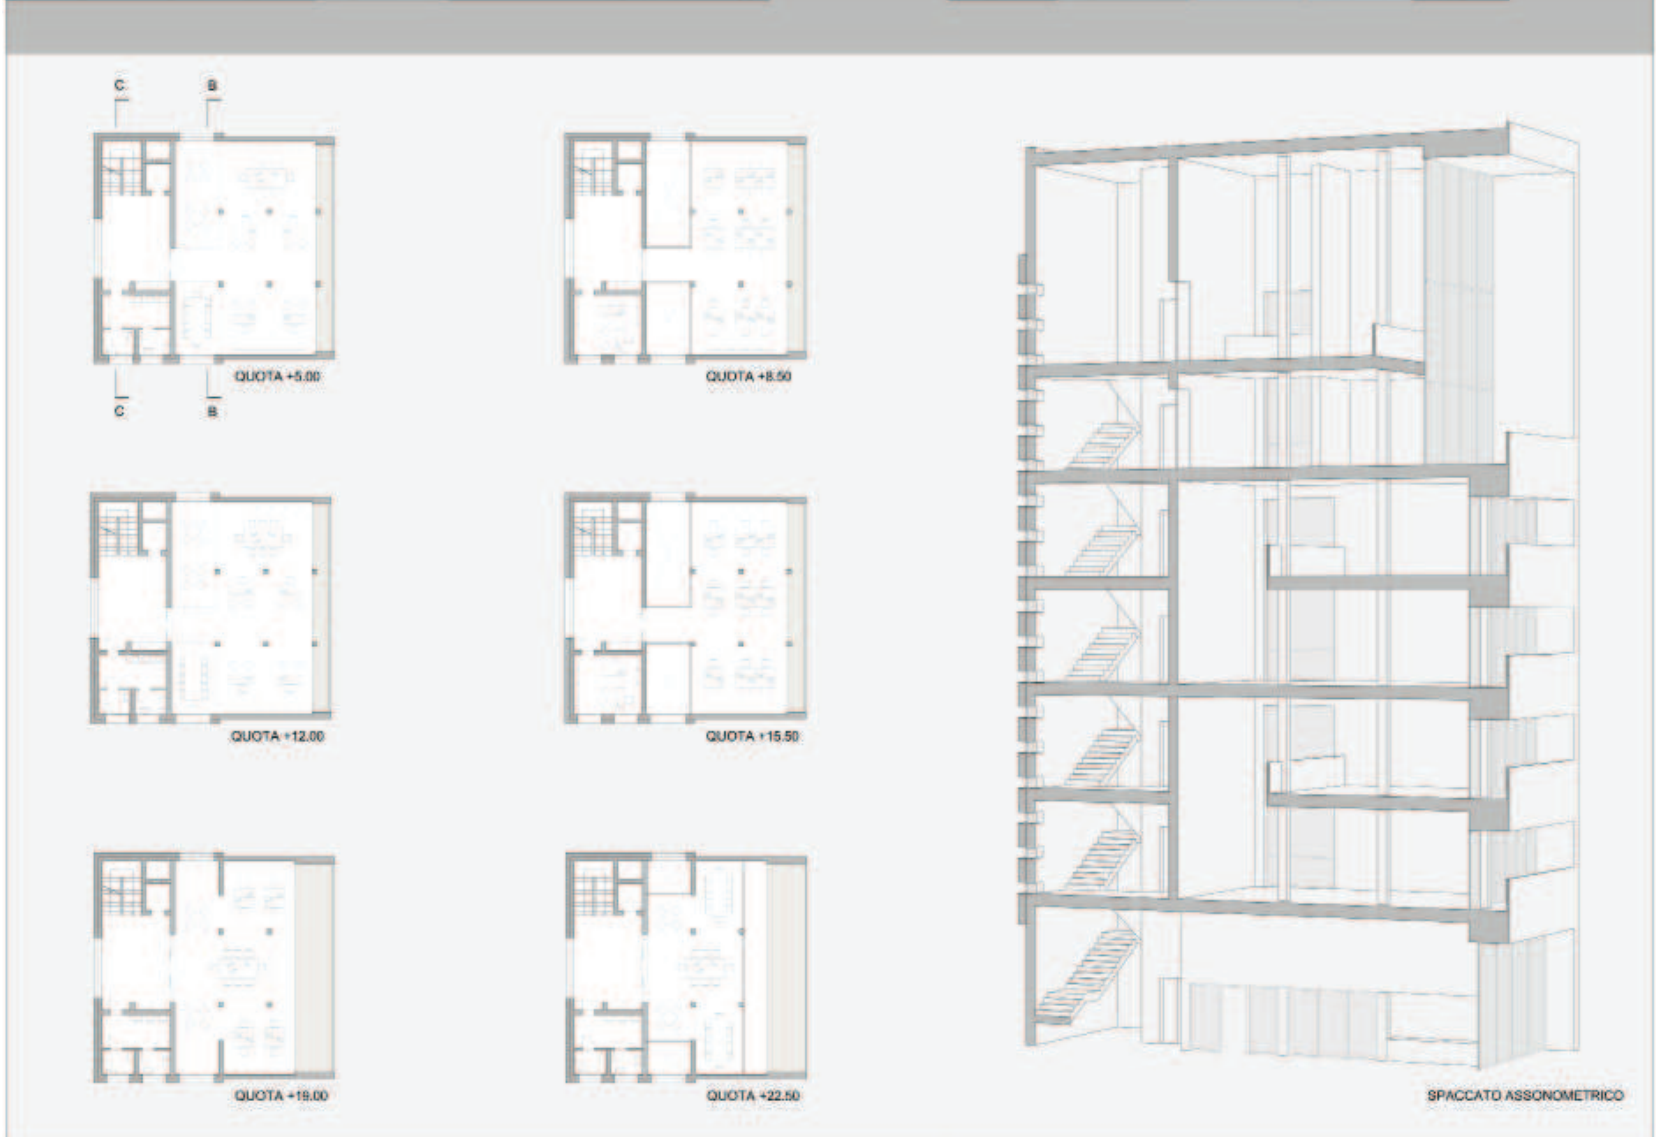 C B
QUOTA +5.00
QUOTA +8.50
C B
QUOTA +12.00
QUOTA +15.50
QUOTA +19.00
QUOTA +22.50
SPACCATO ASSONOMETRICO